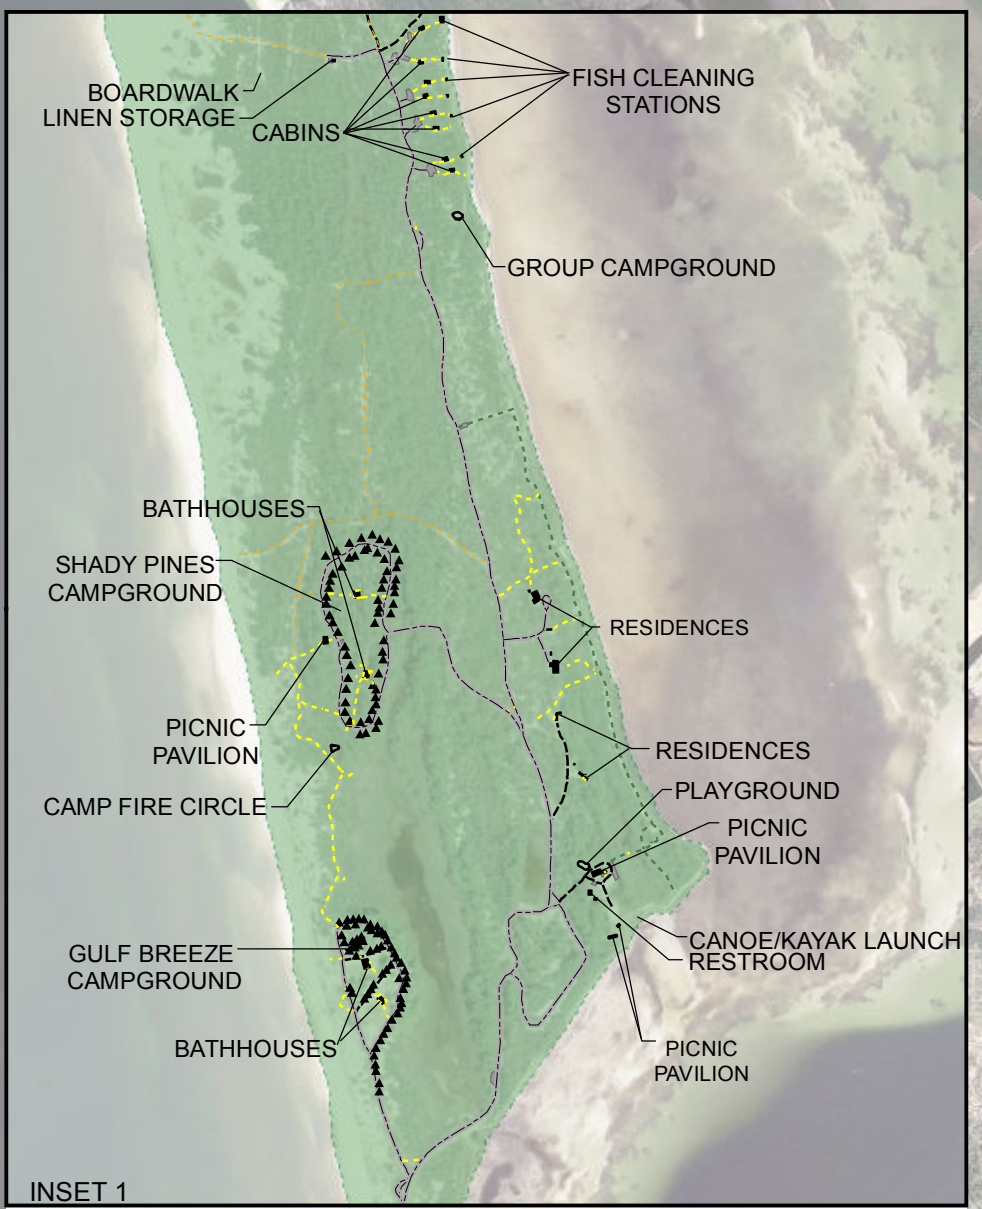 BOARDWALK
LINEN STORAGE
CABINS
FISH CLEANING
STATIONS
GROUP CAMPGROUND
BATHHOUSES
SHADY PINES
CAMPGROUND
RESIDENCES
PICNIC
PAVILION
RESIDENCES
CAMP FIRE CIRCLE
PLAYGROUND
PICNIC
PAVILION
GULF BREEZE
CAMPGROUND
CANOE/KAYAK LAUNCH
RESTROOM
BATHHOUSES
PICNIC
PAVILION
INSET 1